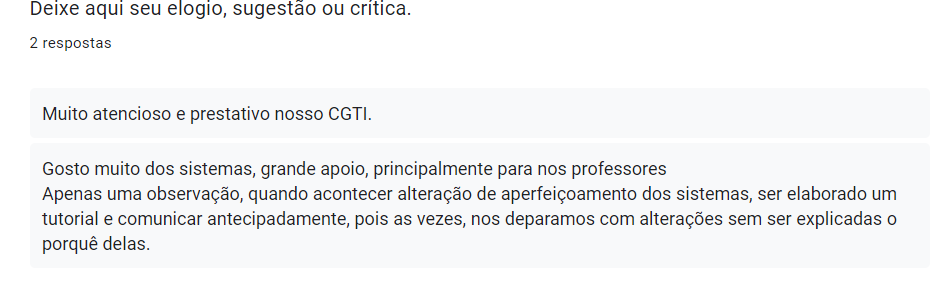 Deixe aqui seu elogio, sugestão ou crítica.
2 respostas
Muito atencioso e prestativo nosso CGTI.
Gosto muito dos sistemas, grande apoio, principalmente para nos professores
Apenas uma observação, quando acontecer alteração de aperfeiçoamento dos sistemas, ser elaborado um
tutorial e comunicar antecipadamente, pois as vezes, nos deparamos com alterações sem ser explicadas o
porquê delas.